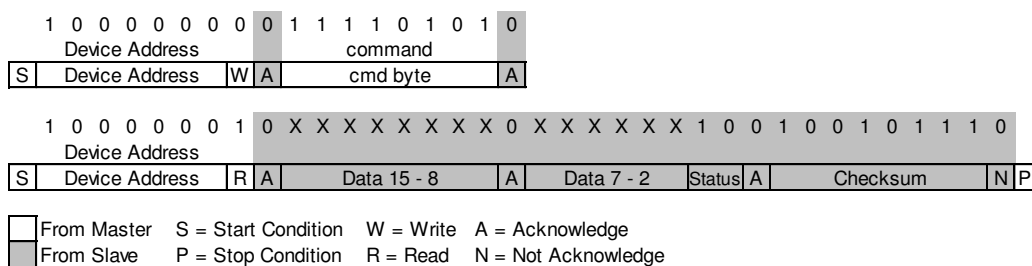 1 0 0 0 0 0 0 0 0 1 1 1 1 0 1 0 1 0
Device Address command
S Device Address W A cmd byte A
1 0 0 0 0 0 0 1 0 X X X X X X X X 0 X X X X X X 1 0 0 1 0 0 1 0 1 1 1 0
Device Address
S Device Address R A Data 15 - 8 A Data 7 - 2 Status A Checksum N P
From Master S = Start Condition W = Write A = Acknowledge
From Slave P = Stop Condition R = Read N = Not Acknowledge